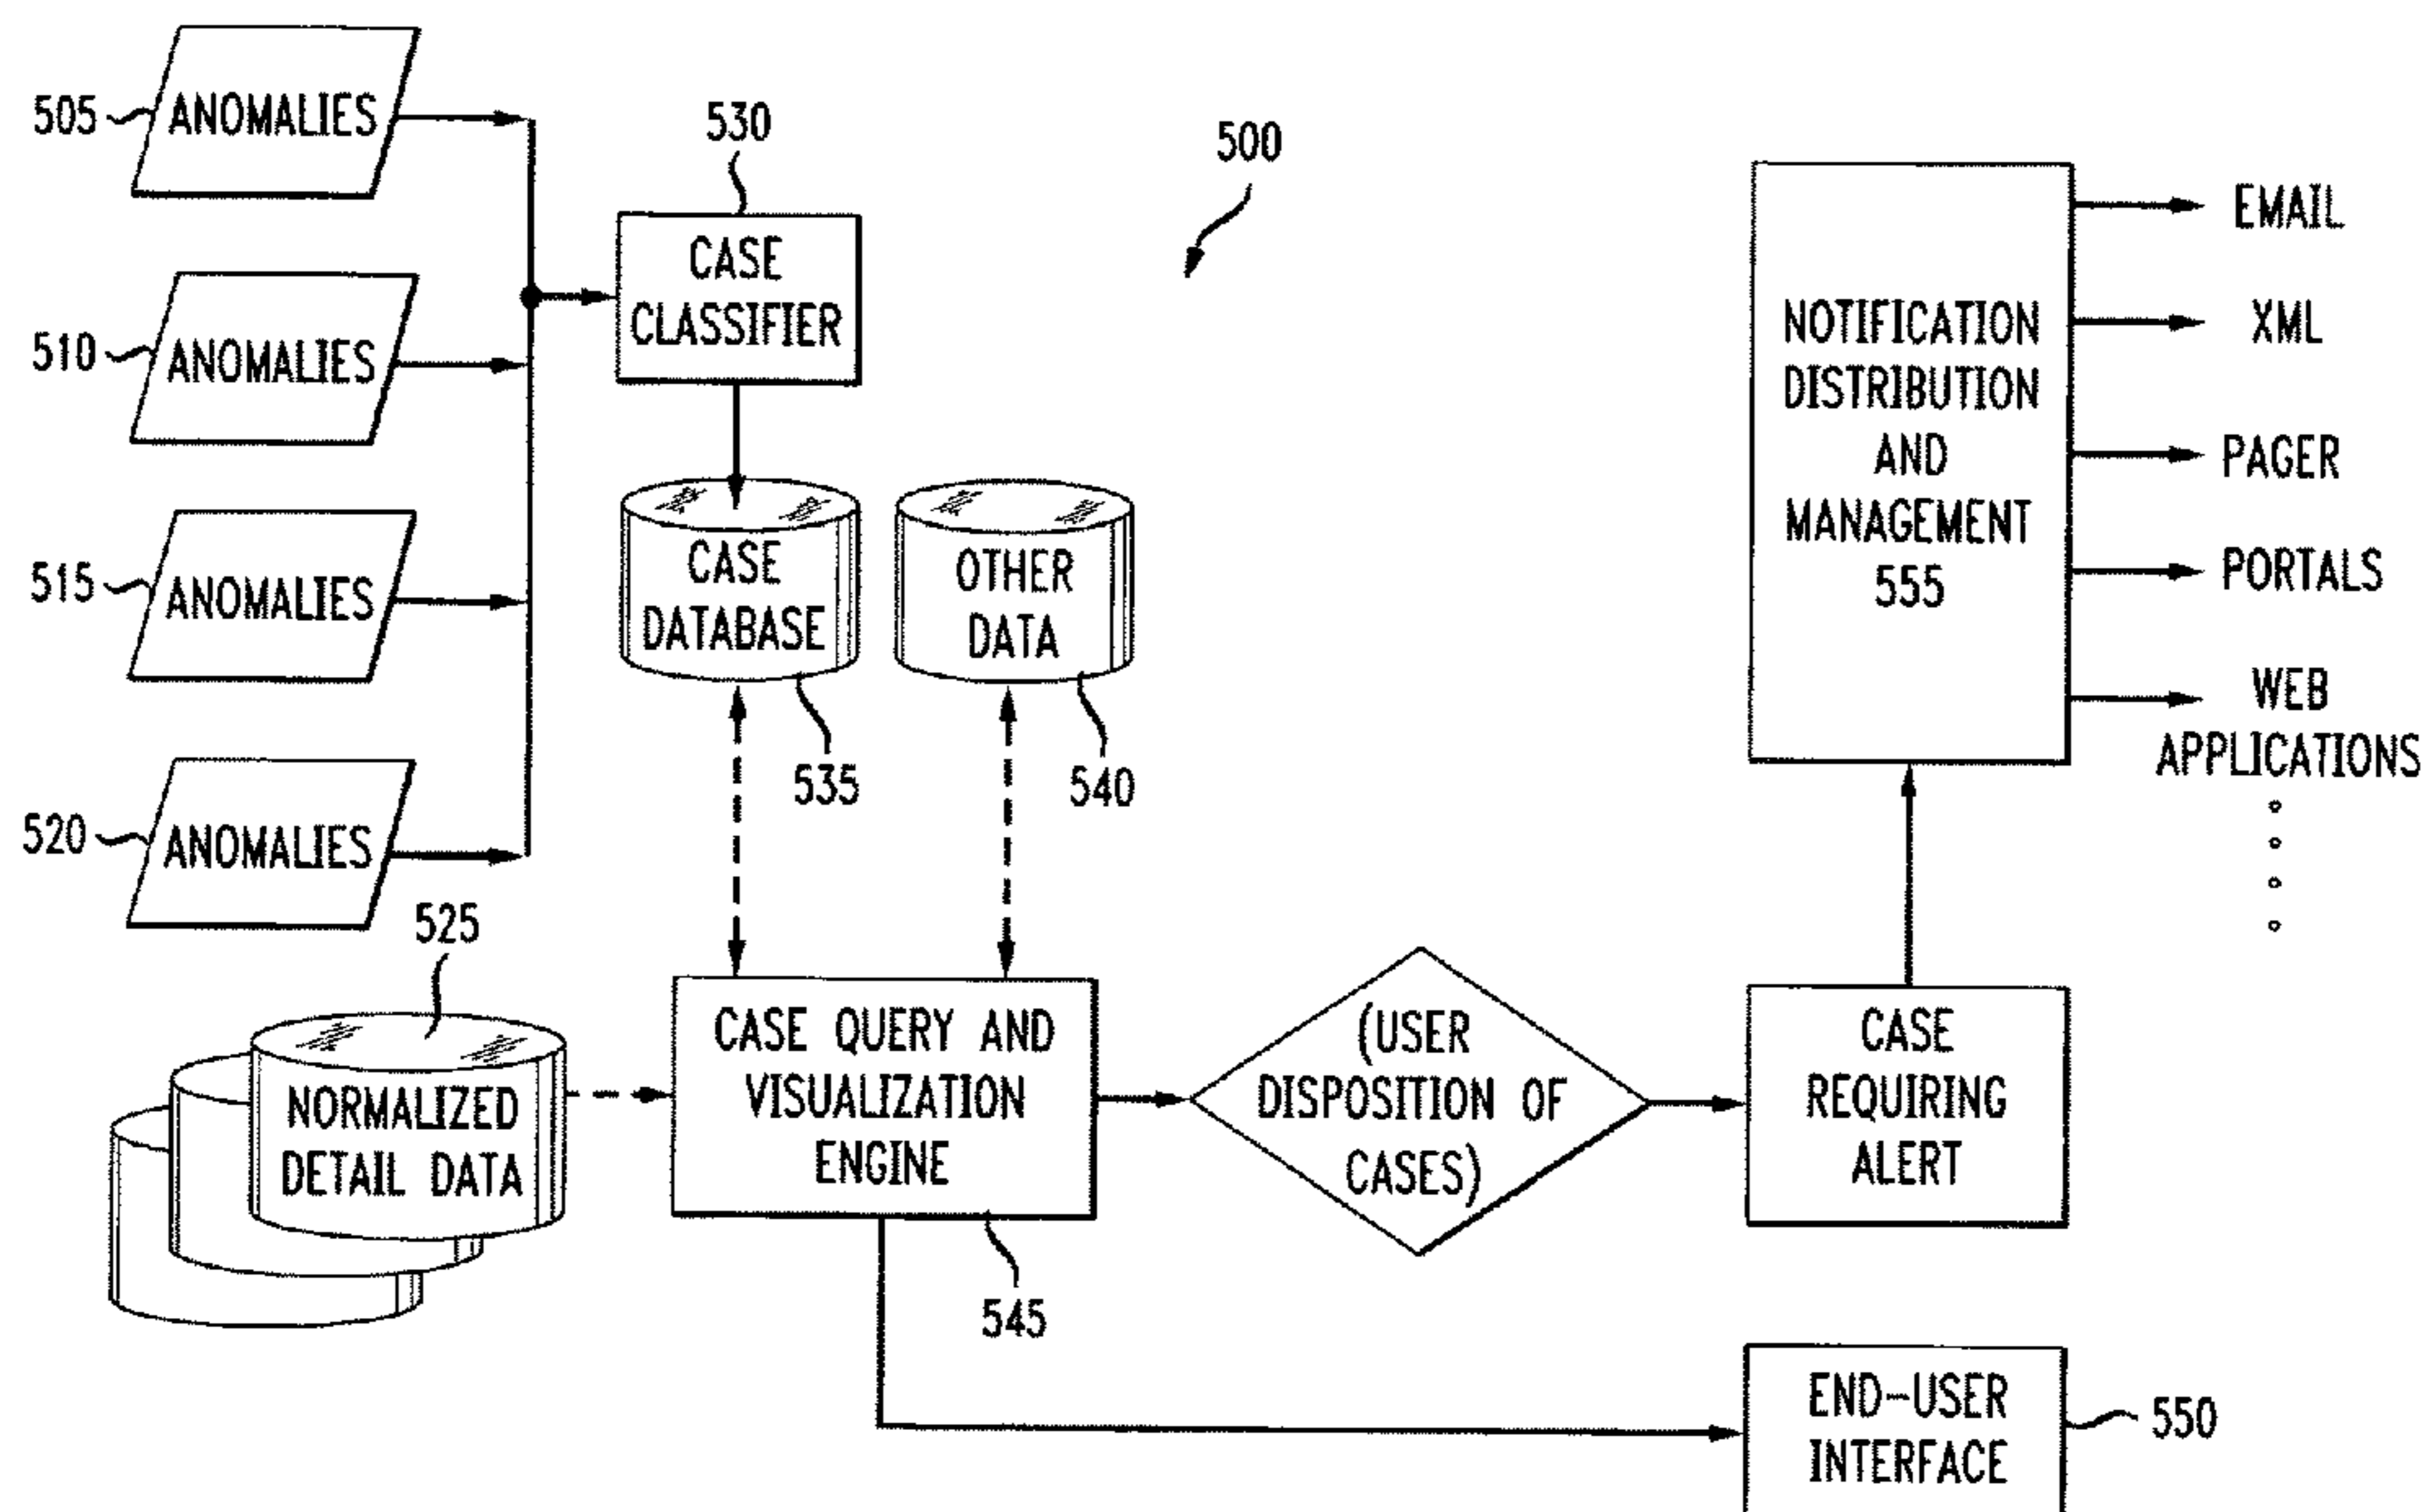 505
ANOMALIES
510
ANOMALIES
515
ANOMALIES
520
ANOMALIES
525
NORMALIZED
DETAIL DATA
530
CASE
CLASSIFIER
CASE
DATABASE
535
OTHER
DATA
540
500
CASE QUERY AND
VISUALIZATION
ENGINE
545
(USER
DISPOSITION OF
CASES)
CASE
REQUIRING
ALERT
NOTIFICATION
DISTRIBUTION
AND
MANAGEMENT
555
EMAIL
XML
PAGER
PORTALS
WEB
APPLICATIONS
END-USER
INTERFACE
550